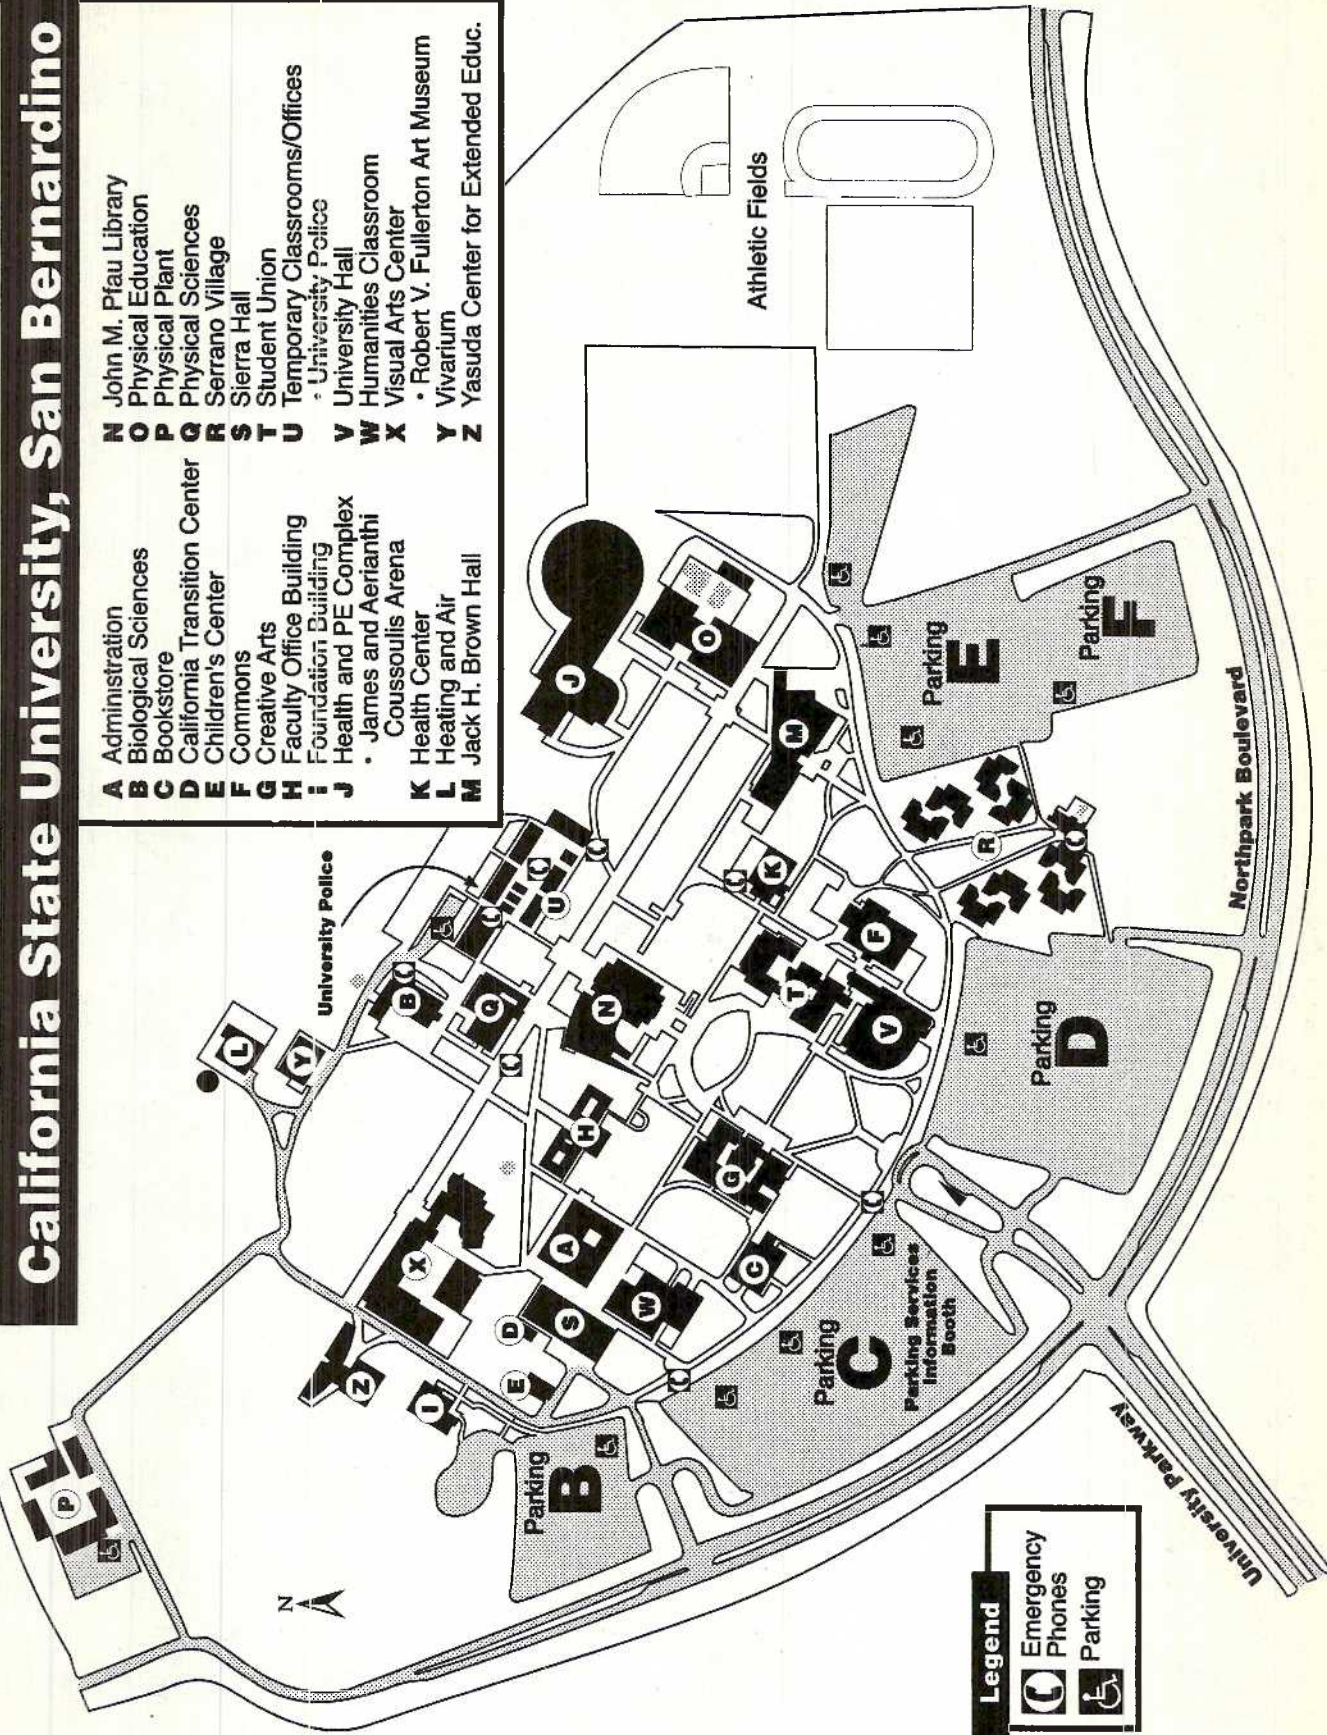 California State University, San Bernardino
A Administration
B Biological Sciences
C Bookstore
D California Transition Center
E Children's Center
F Commons
G Creative Arts
H Faculty Office Building
I Foundation Building
J Health and PE Complex
• James and Aerianthi
Coussoulis Arena
K Health Center
L Heating and Air
M Jack H. Brown Hall
N John M. Pfau Library
O Physical Education
P Physical Plant
Q Physical Sciences
R Serrano Village
S Sierra Hall
T Student Union
U Temporary Classrooms/Offices
• University Police
V University Hall
W Humanities Classroom
X Visual Arts Center
• Robert V. Fullerton Art Museum
Y Vivarium
Z Yasuda Center for Extended Educ.
University Police
Athletic Fields
P
L
Y
B
Q
U
J
O
M
N
K
H
X
Z
I
E
D
S
A
W
G
C
T
F
V
R
Parking
B
Parking
C
Parking Services
Information
Booth
Parking
D
Parking
E
Parking
F
Northpark Boulevard
University Parkway
N
Legend
Emergency
Phones
Parking